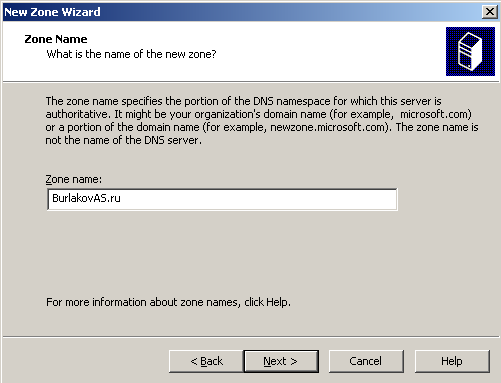 New Zone Wizard
Zone Name
What is the name of the new zone?
The zone name specifies the portion of the DNS namespace for which this server is
authoritative. It might be your organization's domain name (for example,  microsoft.com)
or a portion of the domain name (for example, newzone.microsoft.com). The zone name is
not the name of the DNS server.
Zone name:
BurlakovAS.ru
For more information about zone names, click Help.
< Back
Next >
Cancel
Help